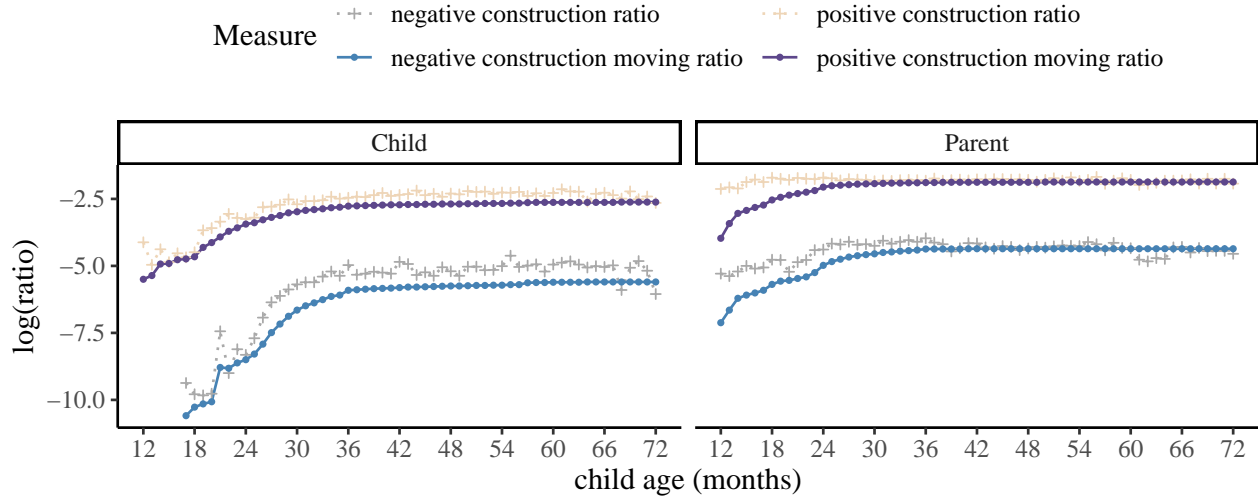 Measure
negative construction ratio
positive construction ratio
negative construction moving ratio
positive construction moving ratio
Child
Parent
log(ratio)
−2.5
−5.0
−7.5
−10.0
12 18 24 30 36 42 48 54 60 66 72
12 18 24 30 36 42 48 54 60 66 72
child age (months)